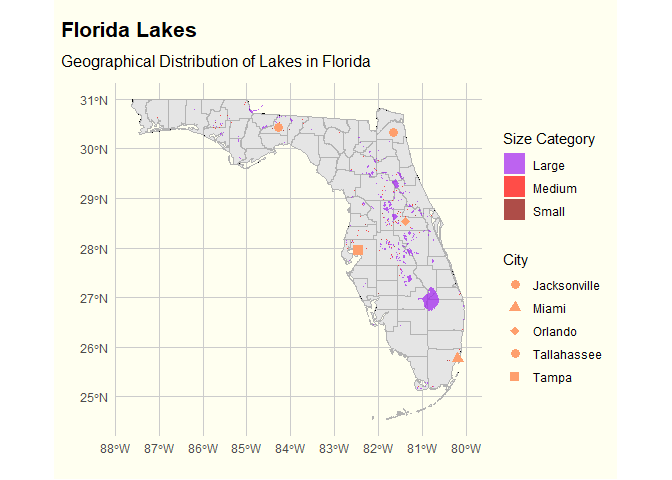 Florida Lakes
Geographical Distribution of Lakes in Florida
31°N
30°N
29°N
28°N
27°N
26°N
25°N
88°W 87°W 86°W 85°W 84°W 83°W 82°W 81°W 80°W
Size Category
Large
Medium
Small
City
Jacksonville
Miami
Orlando
Tallahassee
Tampa